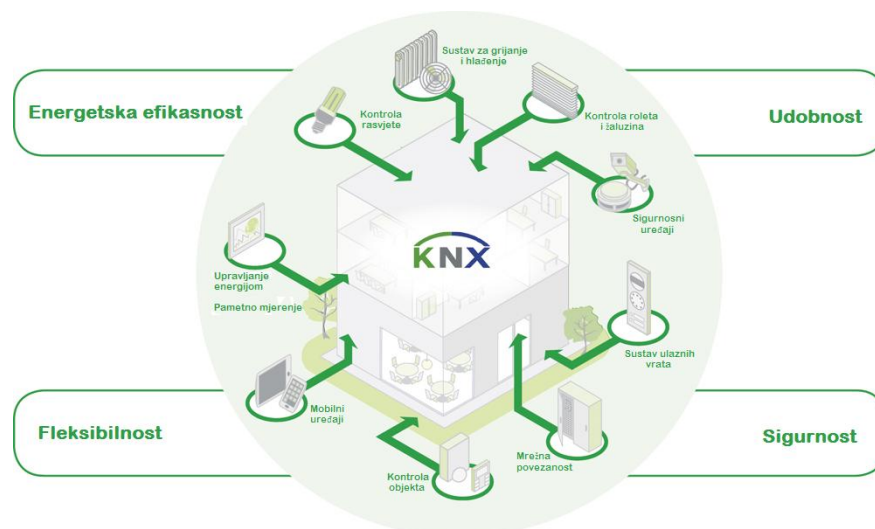 Sustav za grijanje
i hlađenje
Energetska efikasnost
Kontrola
rasvjete
Kontrola roleta
i žaluzina
Udobnost
Sigurnosni
uređaji
KNX
Upravljanje
energijom
Pametno mjerenje
Sustav ulaznih
vrata
Mobilni
uređaji
Fleksibilnost
Kontrola
objekta
Mrežna
povezanost
Sigurnost